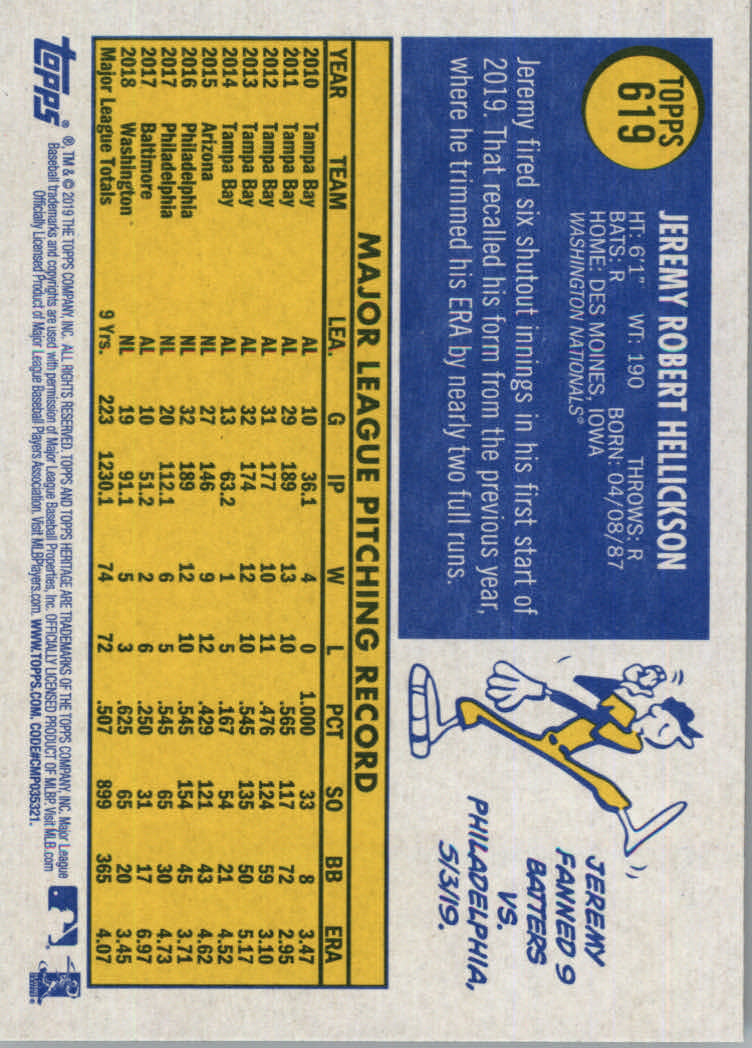 TOPPS
619
JEREMY ROBERT HELLICKSON
HT: 6'1" WT: 190 THROWS: R
BATS: R BORN: 04/08/87
HOME: DES MOINES, IOWA
WASHINGTON NATIONALS®
Jeremy fired six shutout innings in his first start of
2019. That recalled his form from the previous year,
where he trimmed his ERA by nearly two full runs.
JEREMY
FANNED 9
BATTERS
VS.
PHILADELPHIA,
5/3/19.
MAJOR LEAGUE PITCHING RECORD
YEAR TEAM LEA. G IP W L PCT SO BB ERA
2010 Tampa Bay AL 10 36.1 4 0 1.000 33 8 3.47
2011 Tampa Bay AL 29 189 13 10 .565 117 72 2.95
2012 Tampa Bay AL 31 177 10 11 .476 124 59 3.10
2013 Tampa Bay AL 32 174 12 10 .545 135 50 5.17
2014 Tampa Bay AL 13 63.2 1 5 .167 54 21 4.52
2015 Arizona NL 27 146 9 12 .429 121 43 4.62
2016 Philadelphia NL 32 189 12 10 .545 154 45 3.71
2017 Philadelphia NL 20 112.1 6 5 .545 65 30 4.73
2017 Baltimore AL 10 51.2 2 6 .250 31 17 6.97
2018 Washington NL 19 91.1 5 3 .625 65 20 3.45
Major League Totals 9 Yrs. 223 1230.1 74 72 .507 899 365 4.07
topps®
®, TM & © 2019 THE TOPPS COMPANY, INC. ALL RIGHTS RESERVED. TOPPS AND TOPPS HERITAGE ARE TRADEMARKS OF THE TOPPS COMPANY, INC. Major League
Baseball trademarks and copyrights are used with permission of Major League Baseball Properties, Inc. OFFICIALLY LICENSED PRODUCT OF MLBP. Visit MLB.com
Officially Licensed Product of Major League Baseball Players Association. Visit MLBPlayers.com. WWW.TOPPS.COM. CODE#CMP035321.